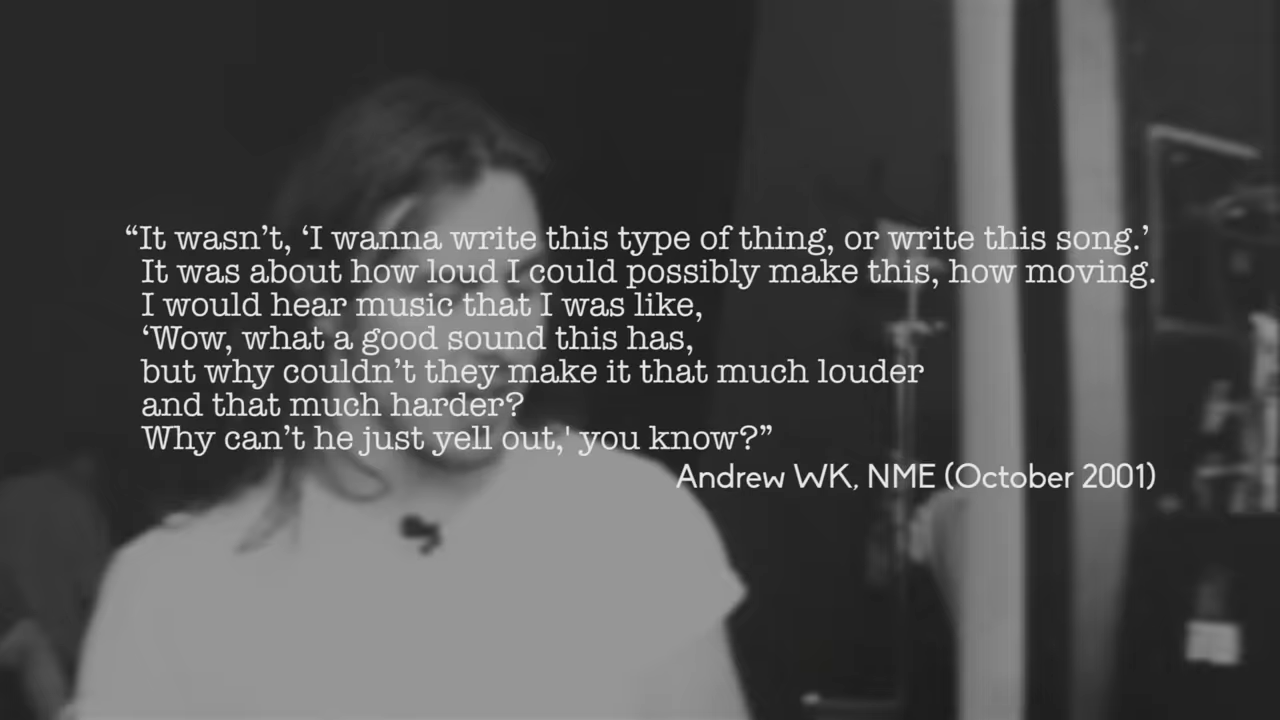 “It wasn’t, ‘I wanna write this type of thing, or write this song.’
It was about how loud I could possibly make this, how moving.
I would hear music that I was like,
‘Wow, what a good sound this has,
but why couldn’t they make it that much louder
and that much harder?
Why can’t he just yell out,' you know?”
Andrew WK, NME (October 2001)